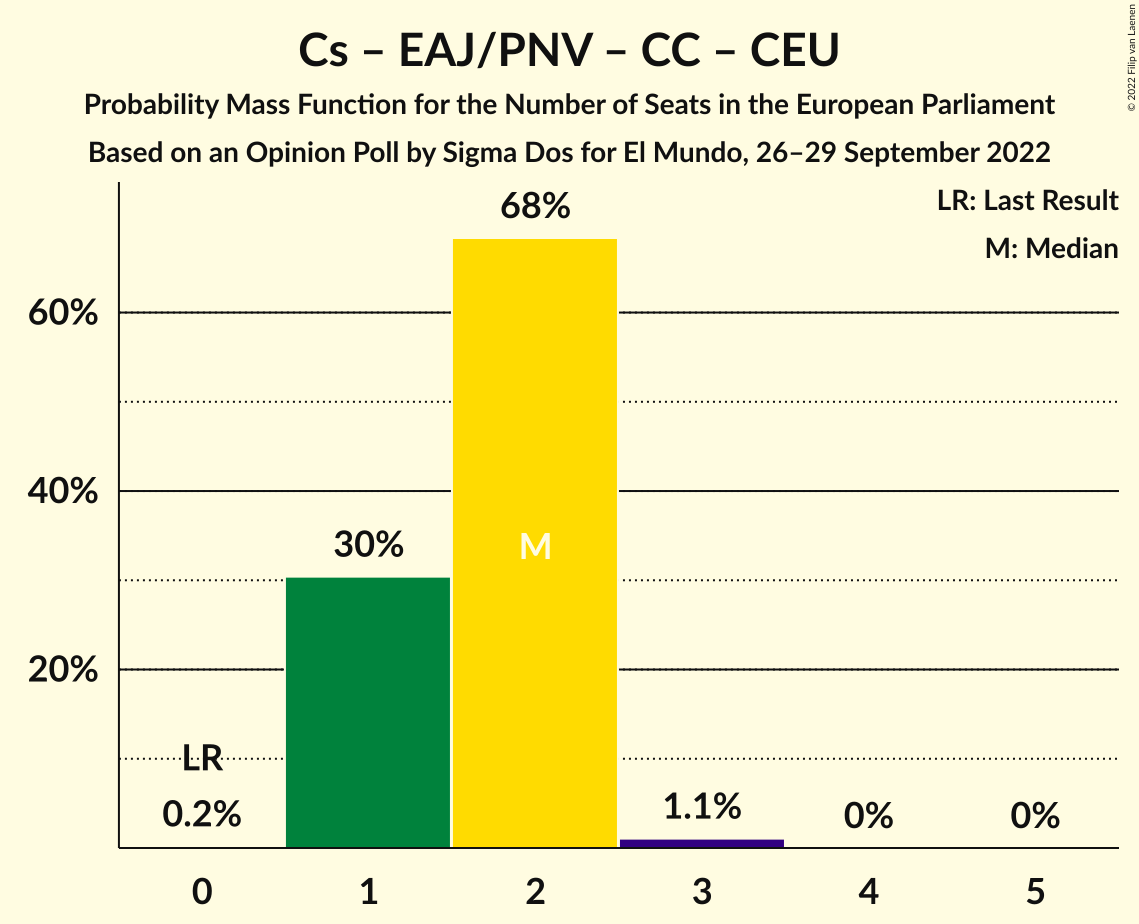 Cs – EAJ/PNV – CC – CEU
Probability Mass Function for the Number of Seats in the European Parliament
Based on an Opinion Poll by Sigma Dos for El Mundo, 26–29 September 2022
© 2022 Filip van Laenen
LR: Last Result
M: Median
68%
60%
40%
30%
M
20%
LR
0.2%
1.1%
0%
0%
0 1 2 3 4 5